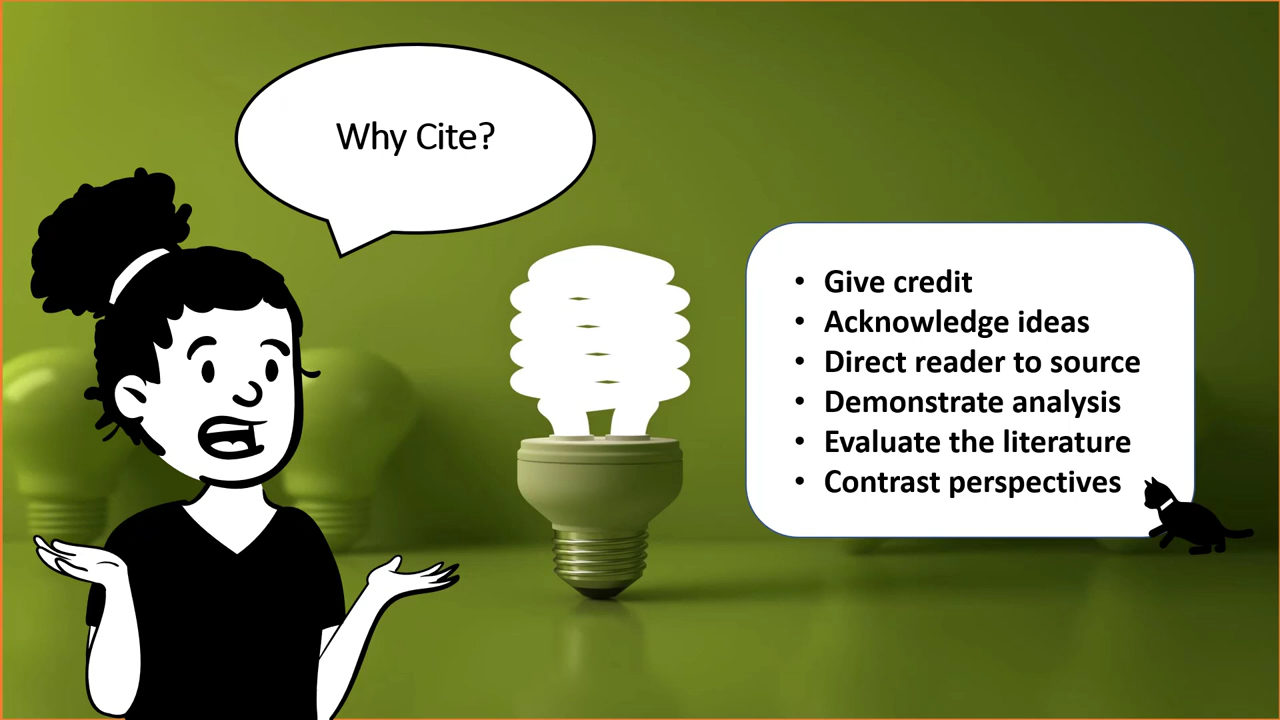 Why Cite?
• Give credit
• Acknowledge ideas
• Direct reader to source
• Demonstrate analysis
• Evaluate the literature
• Contrast perspectives